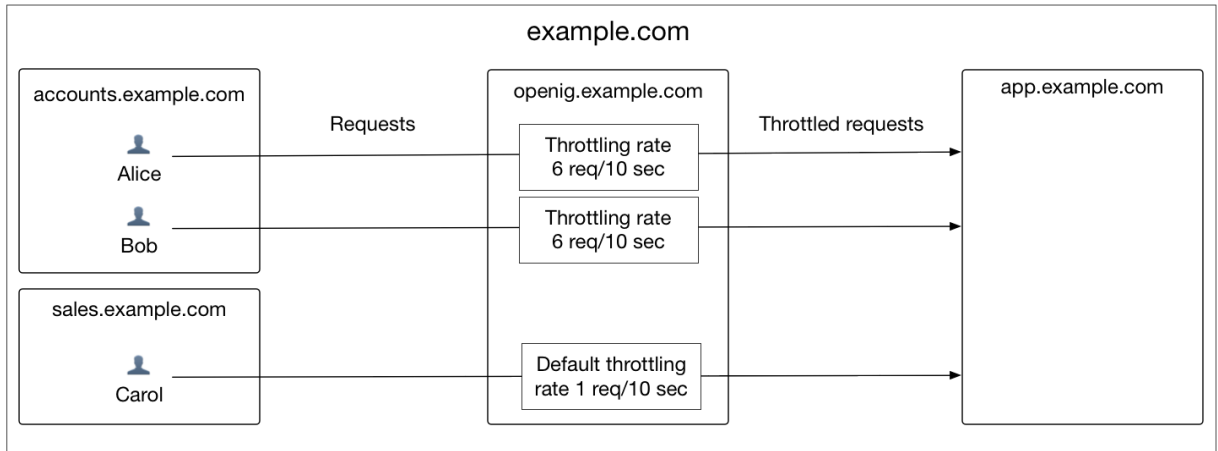 example.com
accounts.example.com
Alice
Bob
sales.example.com
Carol
Requests
openig.example.com
Throttling rate
6 req/10 sec
Throttling rate
6 req/10 sec
Default throttling
rate 1 req/10 sec
Throttled requests
app.example.com